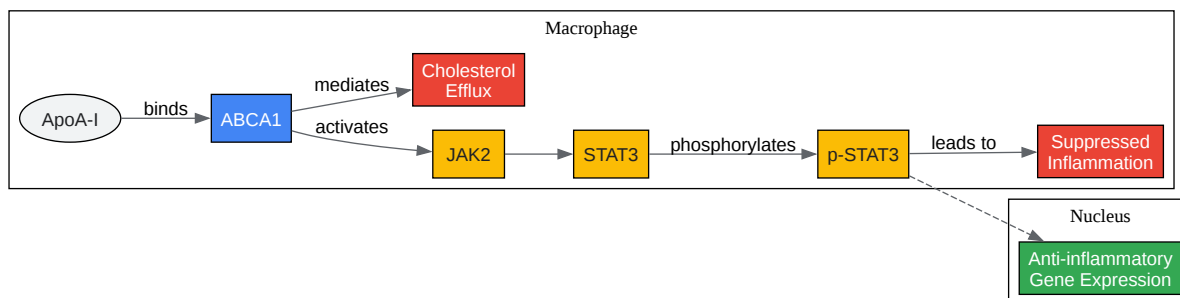 Macrophage
ApoA-I
binds
ABCA1
mediates
Cholesterol
Efflux
activates
JAK2
STAT3
phosphorylates
p-STAT3
leads to
Suppressed
Inflammation
Nucleus
Anti-inflammatory
Gene Expression